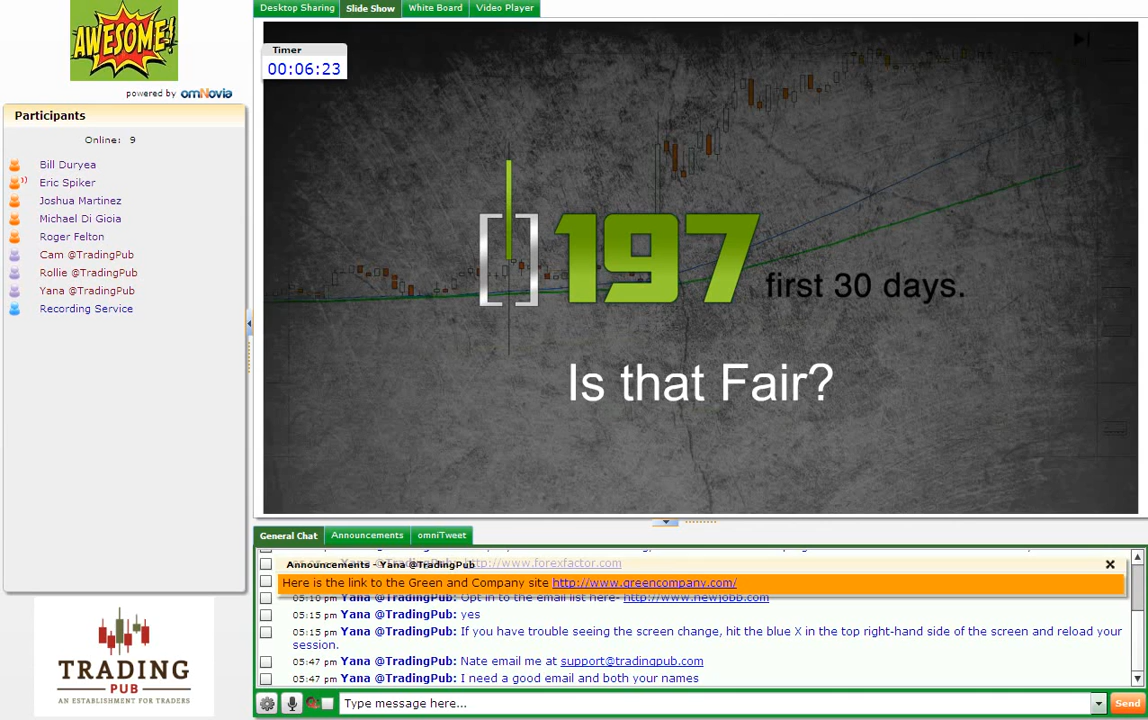 Desktop Sharing
Slide Show
White Board
Video Player
AWESOME!
powered by omNovia
Participants
Online: 9
Bill Duryea
Eric Spiker
Joshua Martinez
Michael Di Gioia
Roger Felton
Cam @TradingPub
Rollie @TradingPub
Yana @TradingPub
Recording Service
TRADING
PUB
AN ESTABLISHMENT FOR TRADERS
Timer
00:06:23
[] 197 first 30 days.
Is that Fair?
General Chat
Announcements
omniTweet
http://www.forexfactor.com
Announcements - Yana @TradingPub
Here is the link to the Green and Company site http://www.greencompany.com/
05:10 pm Yana @TradingPub: Opt in to the email list here- http://www.newjobb.com
05:15 pm Yana @TradingPub: yes
05:15 pm Yana @TradingPub: If you have trouble seeing the screen change, hit the blue X in the top right-hand side of the screen and reload your
session.
05:47 pm Yana @TradingPub: Nate email me at support@tradingpub.com
05:47 pm Yana @TradingPub: I need a good email and both your names
Type message here...
Send